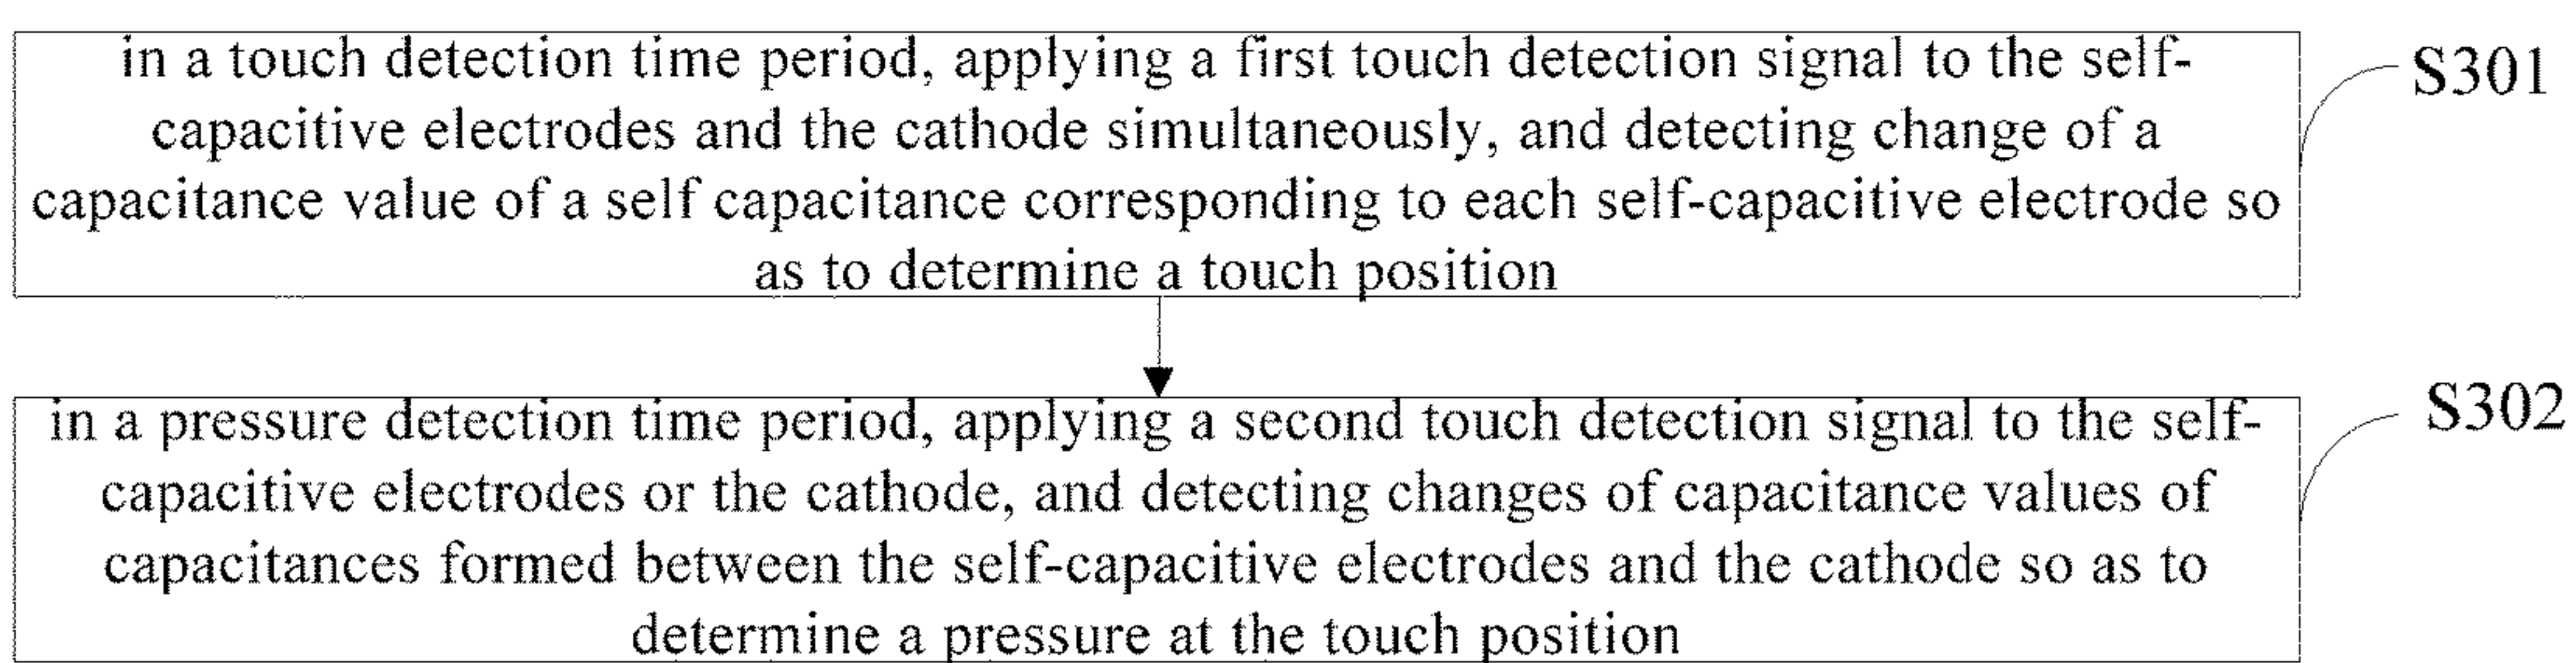 in a touch detection time period, applying a first touch detection signal to the self-
capacitive electrodes and the cathode simultaneously, and detecting change of a
capacitance value of a self capacitance corresponding to each self-capacitive electrode so
as to determine a touch position
S301
in a pressure detection time period, applying a second touch detection signal to the self-
capacitive electrodes or the cathode, and detecting changes of capacitance values of
capacitances formed between the self-capacitive electrodes and the cathode so as to
determine a pressure at the touch position
S302